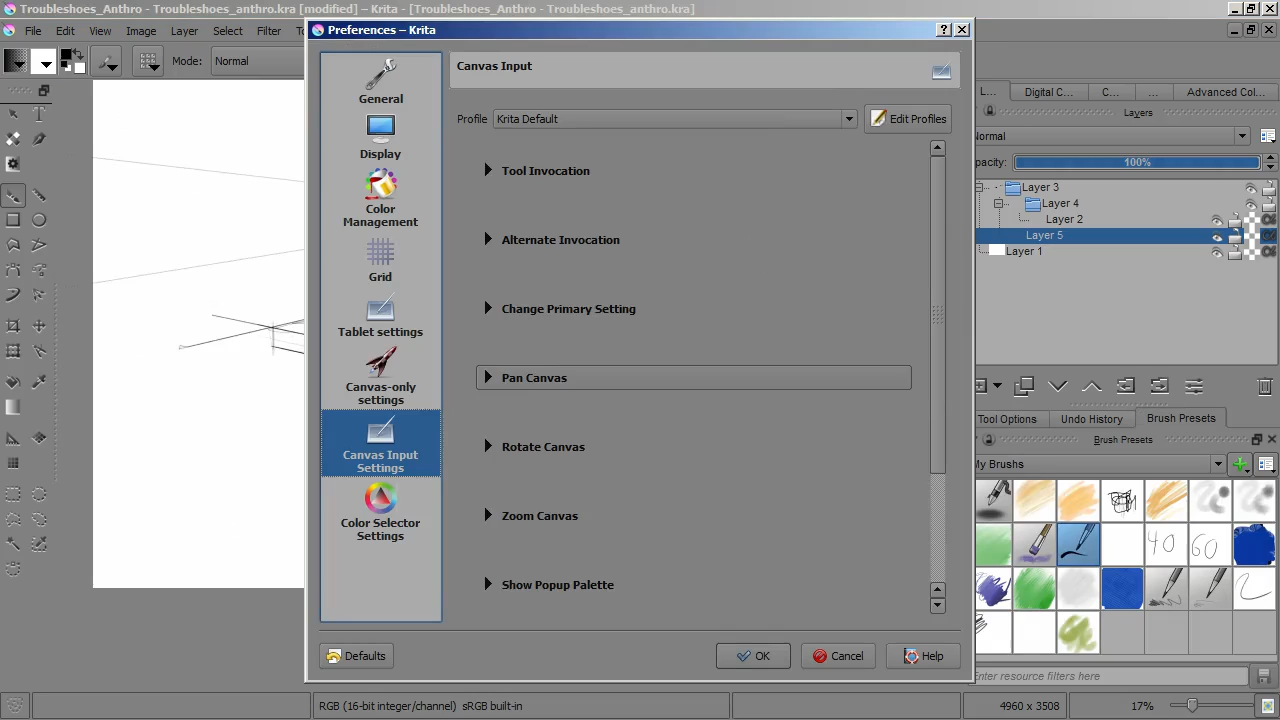 Troubleshoes_Anthro - Troubleshoes_anthro.kra [modified] – Krita - [Troubleshoes_Anthro - Troubleshoes_anthro.kra]
File Edit View Image Layer Select Filter
Mode: Normal
Preferences – Krita
General
Display
Color
Management
Grid
Tablet settings
Canvas-only
settings
Canvas Input
Settings
Color Selector
Settings
Canvas Input
Profile Krita Default Edit Profiles
Tool Invocation
Alternate Invocation
Change Primary Setting
Pan Canvas
Rotate Canvas
Zoom Canvas
Show Popup Palette
Defaults OK Cancel Help
L... Digital C... C... ... Advanced Col...
Layers
Normal
pacity: 100%
Layer 3
Layer 4
Layer 2
Layer 5
Layer 1
Tool Options Undo History Brush Presets
Brush Presets
My Brushs
40 60
Enter resource filters here
RGB (16-bit integer/channel) sRGB built-in 4960 x 3508 17%